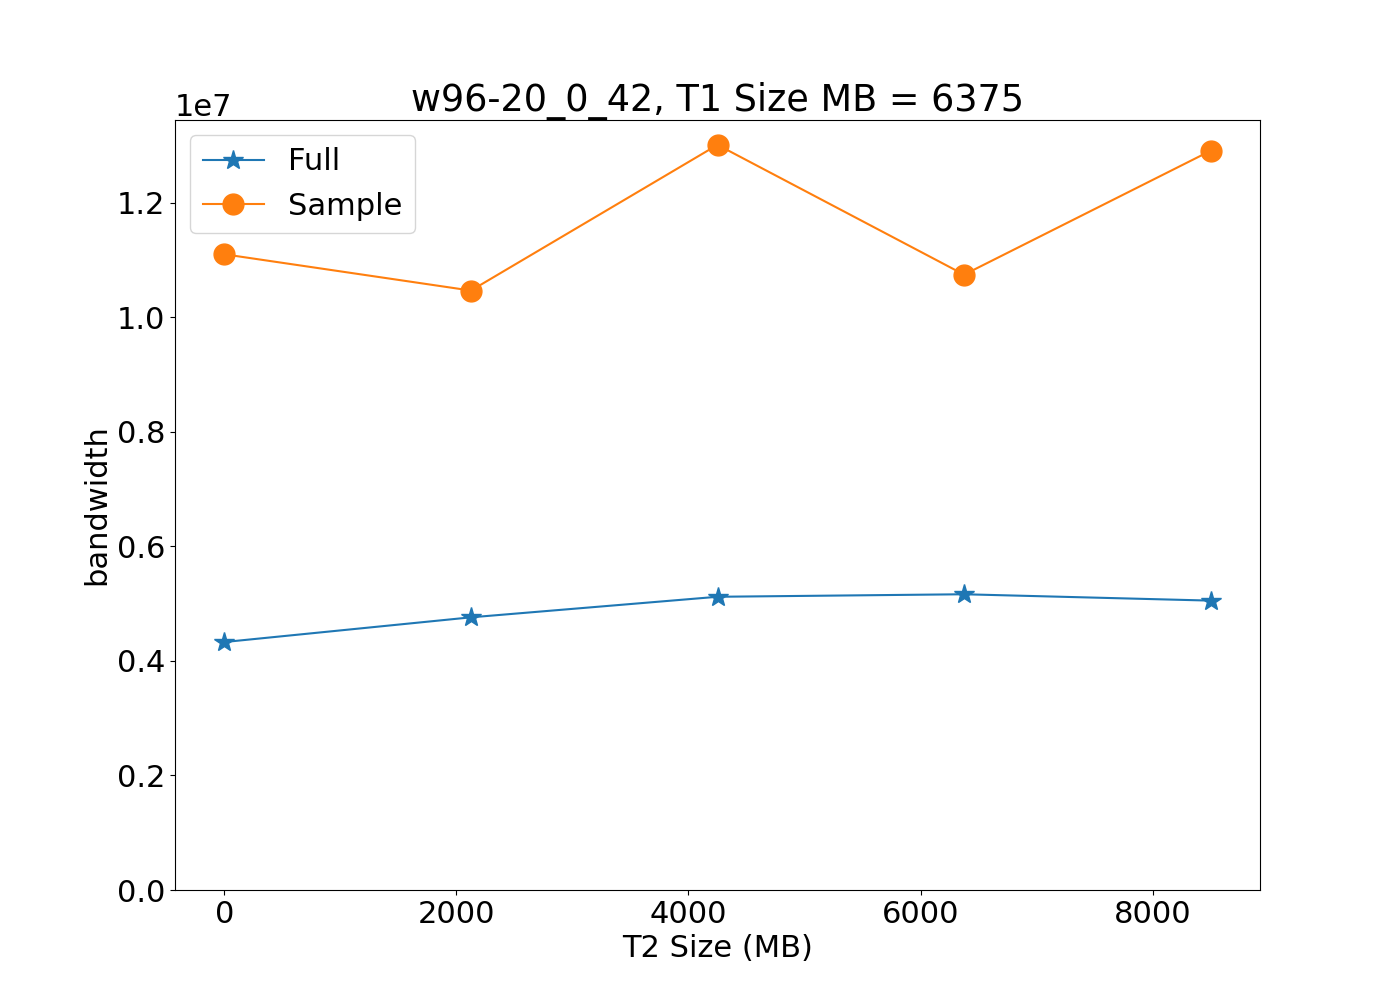 w96-20_0_42, T1 Size MB = 6375
1e7
Full
Sample
1.2
1.0
0.8
0.6
0.4
0.2
0.0
bandwidth
0 2000 4000 6000 8000
T2 Size (MB)